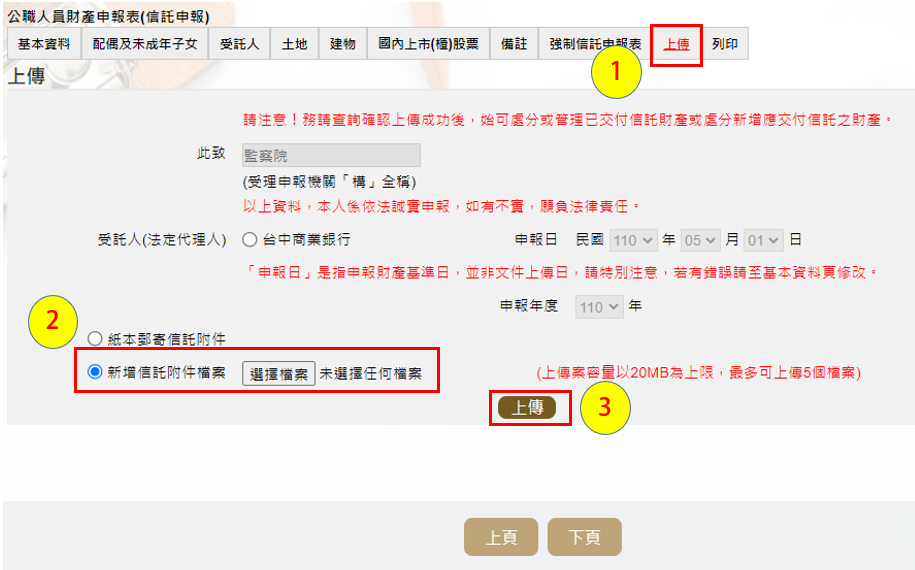 公職人員財產申報表(信託申報)
基本資料 配偶及未成年子女 受託人 土地 建物 國內上市(櫃)股票 備註 強制信託申報表 上傳 列印
1
上傳
請注意！務請查詢確認上傳成功後，始可處分或管理已交付信託財產或處分新增應交付信託之財產。
此致 監察院
(受理申報機關「構」全稱)
以上資料，本人係依法誠實申報，如有不實，願負法律責任。
受託人(法定代理人) 台中商業銀行 申報日 民國 110 年 05 月 01 日
「申報日」是指申報財產基準日，並非文件上傳日，請特別注意，若有錯誤請至基本資料頁修改。
申報年度 110 年
2
紙本郵寄信託附件
新增信託附件檔案 選擇檔案 未選擇任何檔案 (上傳案容量以20MB為上限，最多可上傳5個檔案)
上傳 3
上頁 下頁